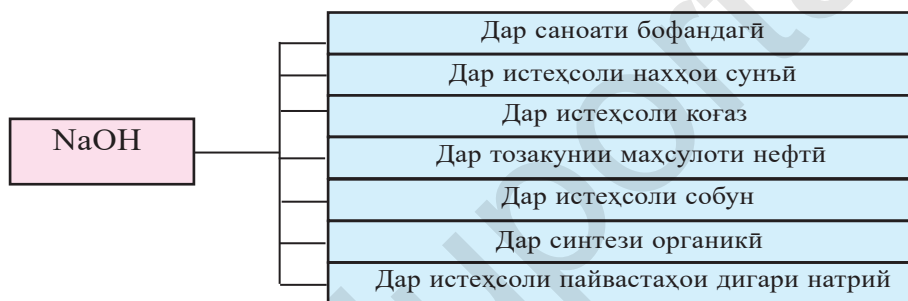 NaOH
Дар саноати бофандагӣ
Дар истеҳсоли наххои сунъӣ
Дар истеҳсоли коғаз
Дар тозакунии маҳсулоти нефтӣ
Дар истеҳсоли собун
Дар синтези органикӣ
Дар истеҳсоли пайвастаҳои дигари натрий